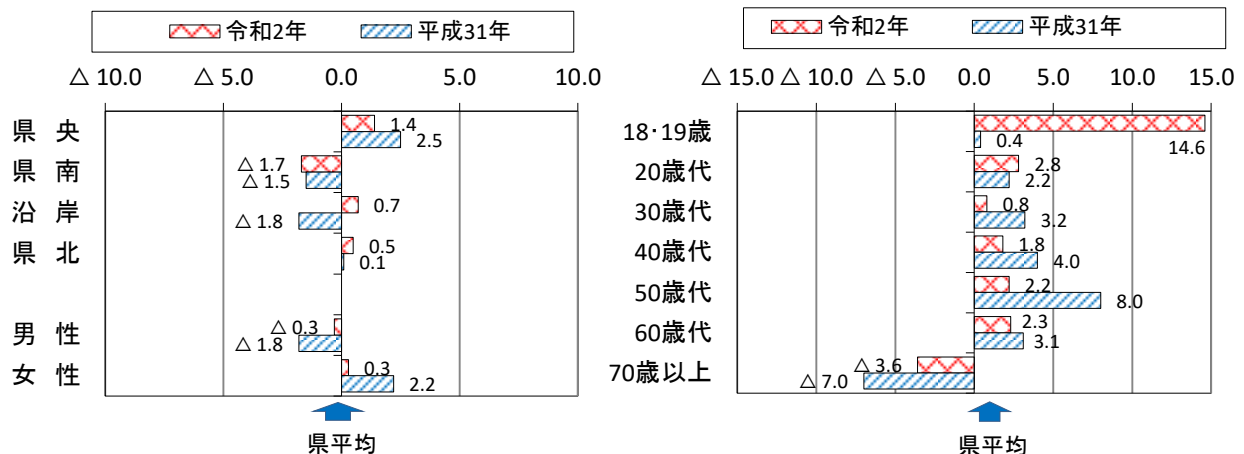 令和2年 平成31年
△ 10.0 △ 5.0 0.0 5.0 10.0
県 央 1.4
2.5
県 南 △ 1.7
△ 1.5
沿 岸 0.7
△ 1.8
県 北 0.5
0.1
男 性 △ 0.3
△ 1.8
女 性 0.3
2.2
県平均
令和2年 平成31年
△ 15.0 △ 10.0 △ 5.0 0.0 5.0 10.0 15.0
18・19歳 14.6
0.4
20歳代 2.8
2.2
30歳代 0.8
3.2
40歳代 1.8
4.0
50歳代 2.2
8.0
60歳代 2.3
3.1
70歳以上 △ 3.6
△ 7.0
県平均